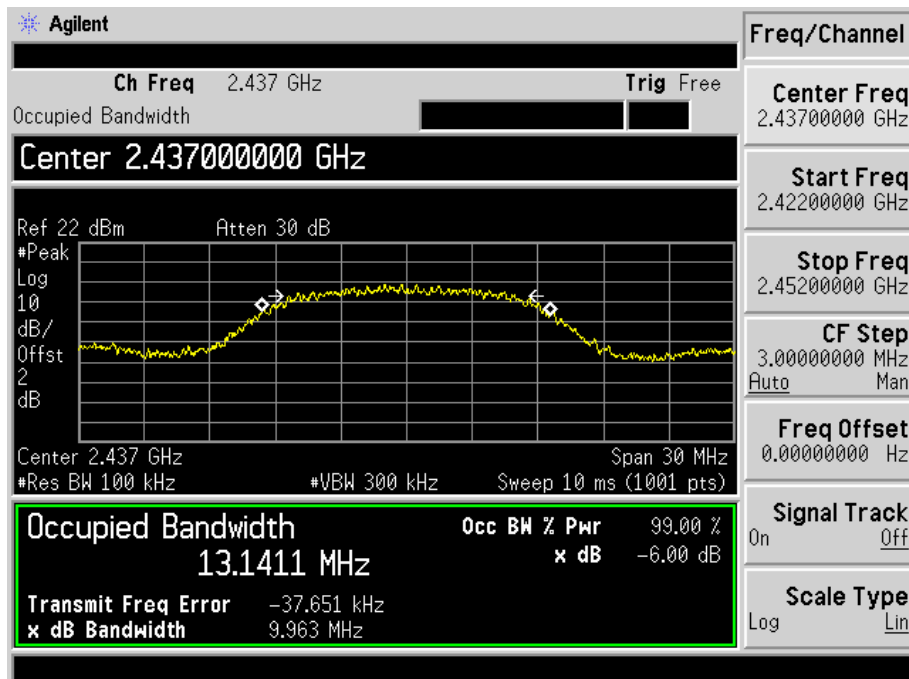 Agilent
Freq/Channel
Ch Freq 2.437 GHz Trig Free
Occupied Bandwidth
Center 2.437000000 GHz
Ref 22 dBm Atten 30 dB
#Peak
Log
10
dB/
Offst
2
dB
Center 2.437 GHz Span 30 MHz
#Res BW 100 kHz #VBW 300 kHz Sweep 10 ms (1001 pts)
Occupied Bandwidth
13.1411 MHz
Occ BW % Pwr 99.00 %
x dB -6.00 dB
Transmit Freq Error -37.651 kHz
x dB Bandwidth 9.963 MHz
Center Freq
2.43700000 GHz
Start Freq
2.42200000 GHz
Stop Freq
2.45200000 GHz
CF Step
3.00000000 MHz
Auto Man
Freq Offset
0.00000000 Hz
Signal Track
On Off
Scale Type
Log Lin